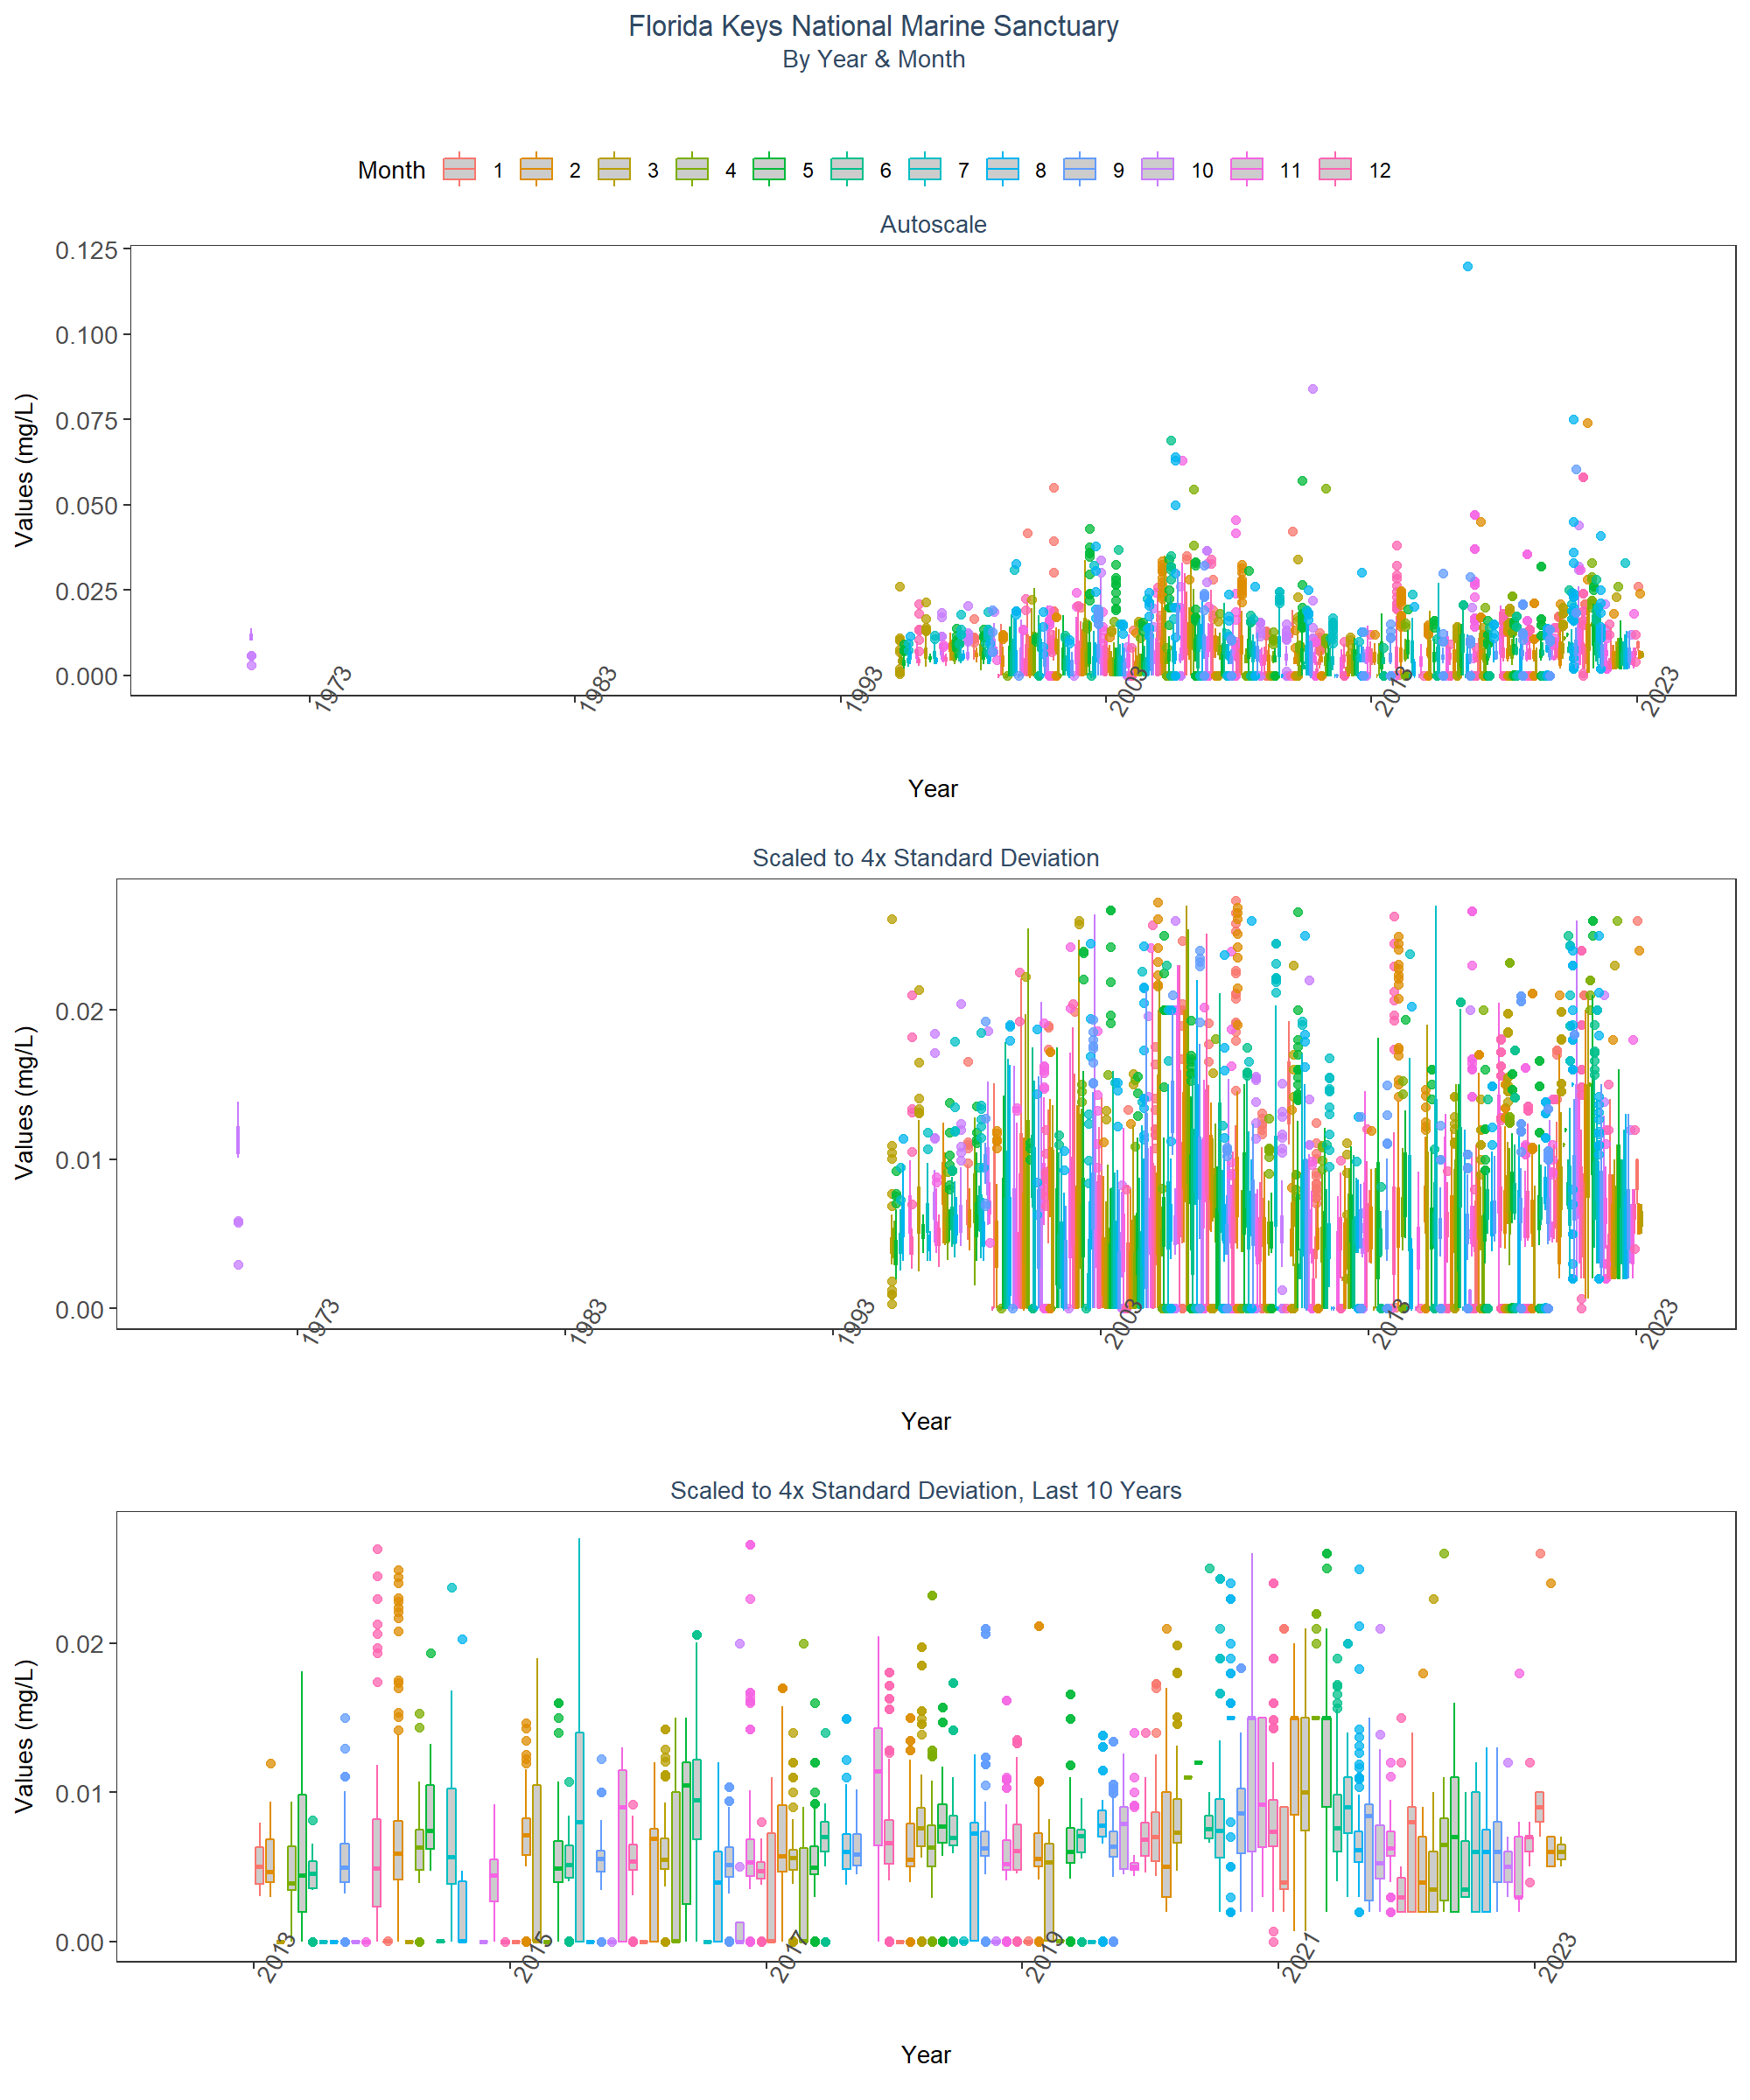 Florida Keys National Marine Sanctuary
By Year & Month
Month 1 2 3 4 5 6 7 8 9 10 11 12
Autoscale
Values (mg/L)
0.125
0.100
0.075
0.050
0.025
0.000
1973 1983 1993 2003 2013 2023
Year
Scaled to 4x Standard Deviation
Values (mg/L)
0.02
0.01
0.00
1973 1983 1993 2003 2013 2023
Year
Scaled to 4x Standard Deviation, Last 10 Years
Values (mg/L)
0.02
0.01
0.00
2013 2015 2017 2019 2021 2023
Year